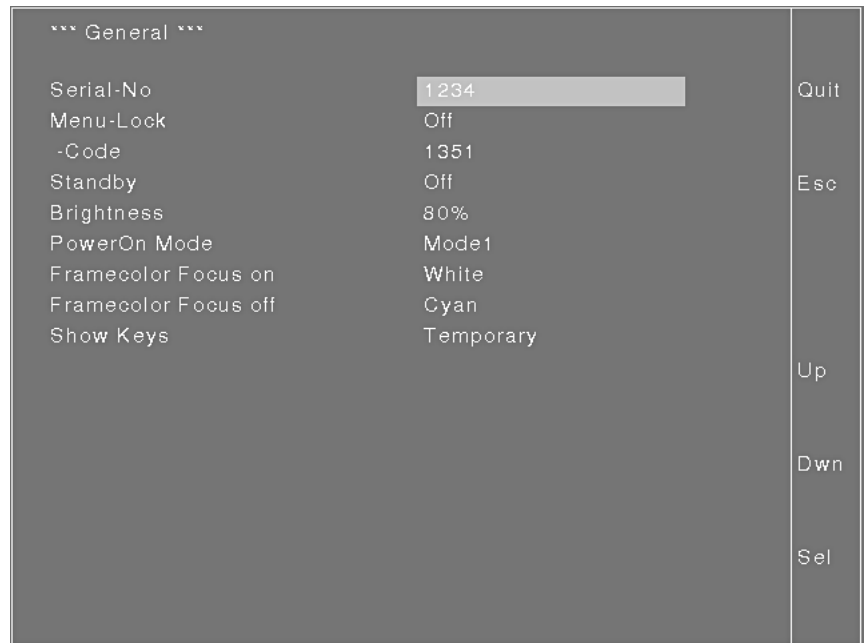 *** General ***
Serial-No 1234
Menu-Lock Off
-Code 1351
Standby Off
Brightness 80%
PowerOn Mode Mode1
Framecolor Focus on White
Framecolor Focus off Cyan
Show Keys Temporary
Quit
Esc
Up
Dwn
Sel